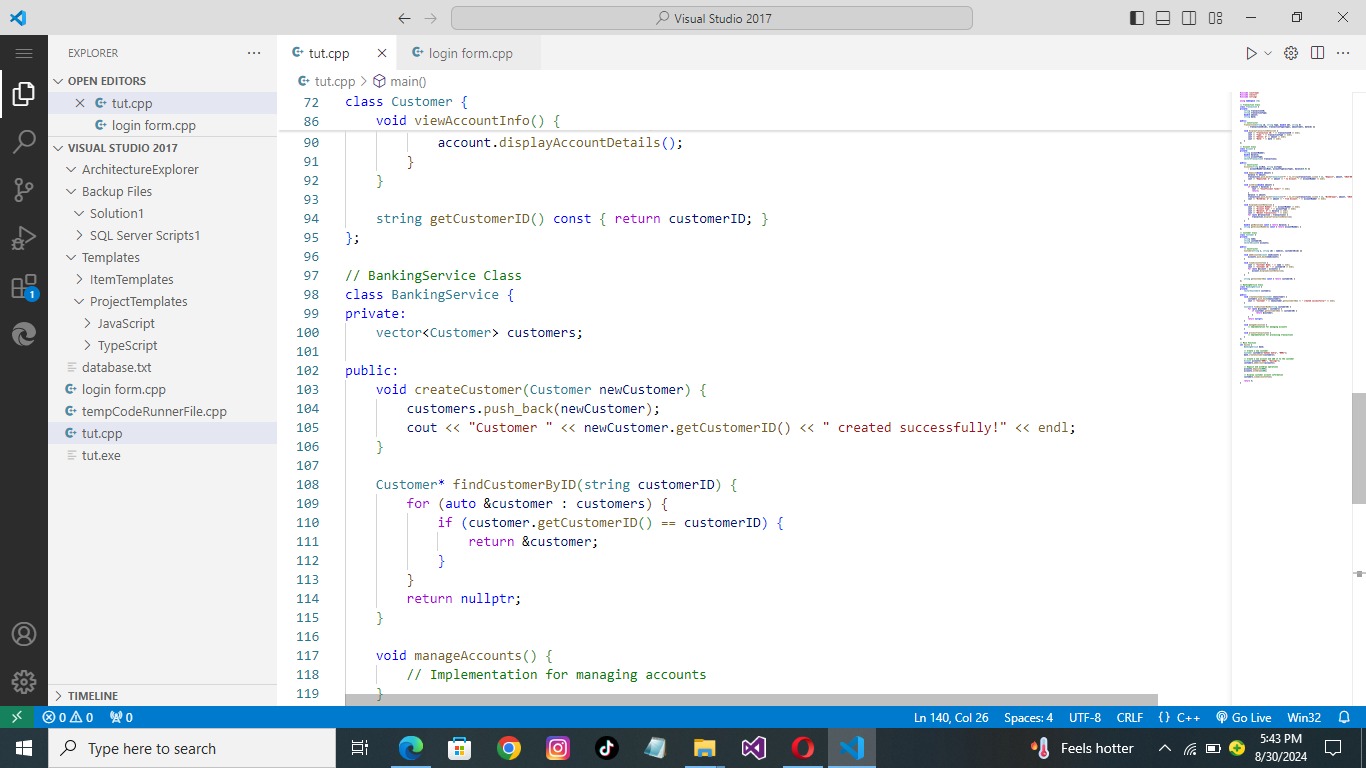 Visual Studio 2017
EXPLORER
OPEN EDITORS
tut.cpp
login form.cpp
VISUAL STUDIO 2017
ArchitectureExplorer
Backup Files
Solution1
SQL Server Scripts1
Templates
ItemTemplates
ProjectTemplates
JavaScript
TypeScript
database.txt
login form.cpp
tempCodeRunnerFile.cpp
tut.cpp
tut.exe
TIMELINE
1
tut.cpp
login form.cpp
tut.cpp > main()
72 class Customer {
86 void viewAccountInfo() {
90 account.displayAccountDetails();
91 }
92 }
93
94 string getCustomerID() const { return customerID; }
95 };
96
97 // BankingService Class
98 class BankingService {
99 private:
100 vector<Customer> customers;
101
102 public:
103 void createCustomer(Customer newCustomer) {
104 customers.push_back(newCustomer);
105 cout << "Customer " << newCustomer.getCustomerID() << " created successfully!" << endl;
106 }
107
108 Customer* findCustomerByID(string customerID) {
109 for (auto &customer : customers) {
110 if (customer.getCustomerID() == customerID) {
111 return &customer;
112 }
113 }
114 return nullptr;
115 }
116
117 void manageAccounts() {
118 // Implementation for managing accounts
119 }
0 0 0 Ln 140, Col 26 Spaces: 4 UTF-8 CRLF {} C++ Go Live Win32
Type here to search
Feels hotter
5:43 PM
8/30/2024